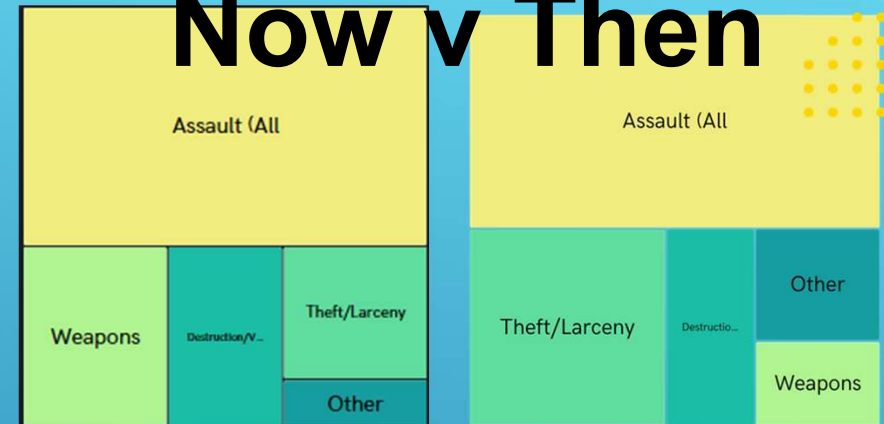 Now v Then
Assault (All
Weapons
Destruction/V...
Theft/Larceny
Other
Assault (All
Theft/Larceny
Destructio...
Other
Weapons